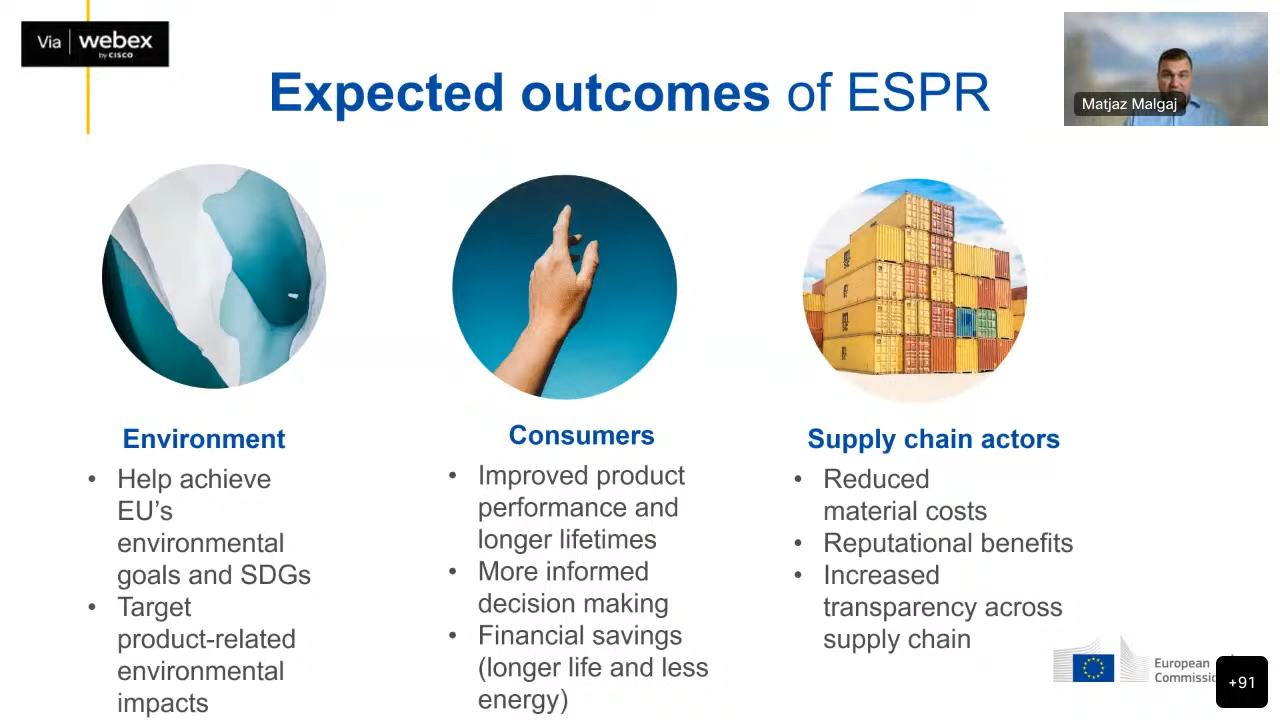 Via webex
by CISCO
Expected outcomes of ESPR
Matjaz Malgaj
Environment
• Help achieve
EU’s
environmental
goals and SDGs
• Target
product-related
environmental
impacts
Consumers
• Improved product
performance and
longer lifetimes
• More informed
decision making
• Financial savings
(longer life and less
energy)
Supply chain actors
• Reduced
material costs
• Reputational benefits
• Increased
transparency across
supply chain
European
Commissi
+91